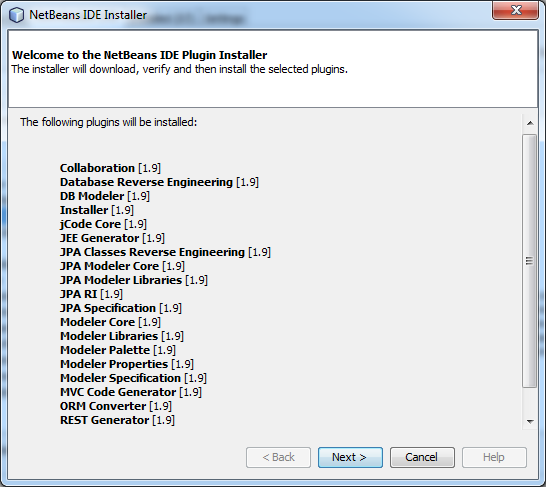 NetBeans IDE Installer
Welcome to the NetBeans IDE Plugin Installer
The installer will download, verify and then install the selected plugins.
The following plugins will be installed:
Collaboration [1.9]
Database Reverse Engineering [1.9]
DB Modeler [1.9]
Installer [1.9]
jCode Core [1.9]
JEE Generator [1.9]
JPA Classes Reverse Engineering [1.9]
JPA Modeler Core [1.9]
JPA Modeler Libraries [1.9]
JPA RI [1.9]
JPA Specification [1.9]
Modeler Core [1.9]
Modeler Libraries [1.9]
Modeler Palette [1.9]
Modeler Properties [1.9]
Modeler Specification [1.9]
MVC Code Generator [1.9]
ORM Converter [1.9]
REST Generator [1.9]
< Back Next > Cancel Help